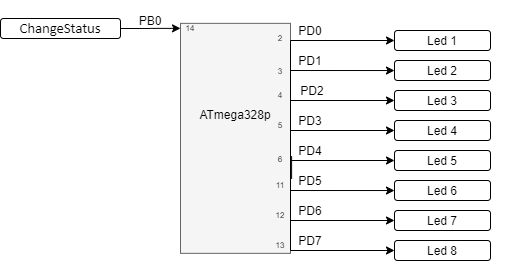 ChangeStatus
PB0
14
ATmega328p
2
PD0
Led 1
3
PD1
Led 2
4
PD2
Led 3
5
PD3
Led 4
6
PD4
Led 5
11
PD5
Led 6
12
PD6
Led 7
13
PD7
Led 8